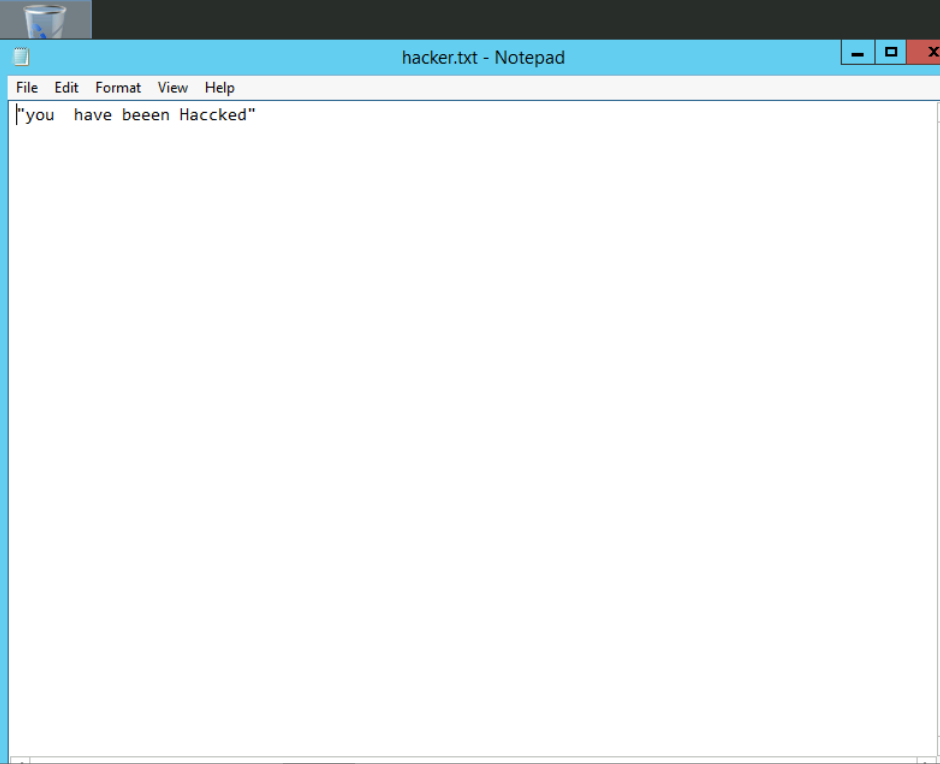 hacker.txt - Notepad
File Edit Format View Help
"you  have beeen Haccked"